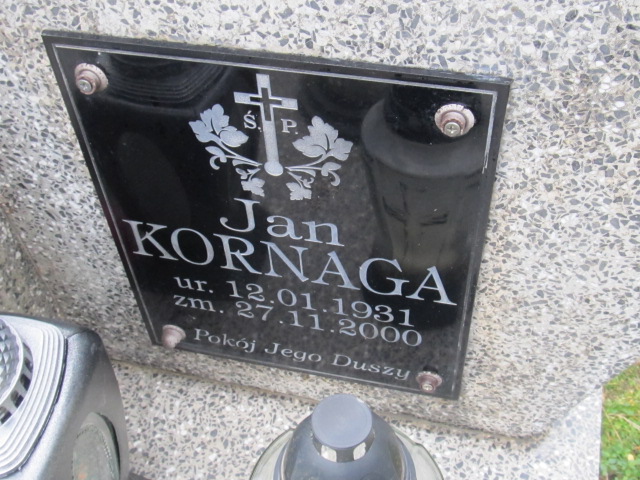 Ś. P.
Jan
KORNAGA
ur. 12.01.1931
zm. 27.11.2000
Pokój Jego Duszy